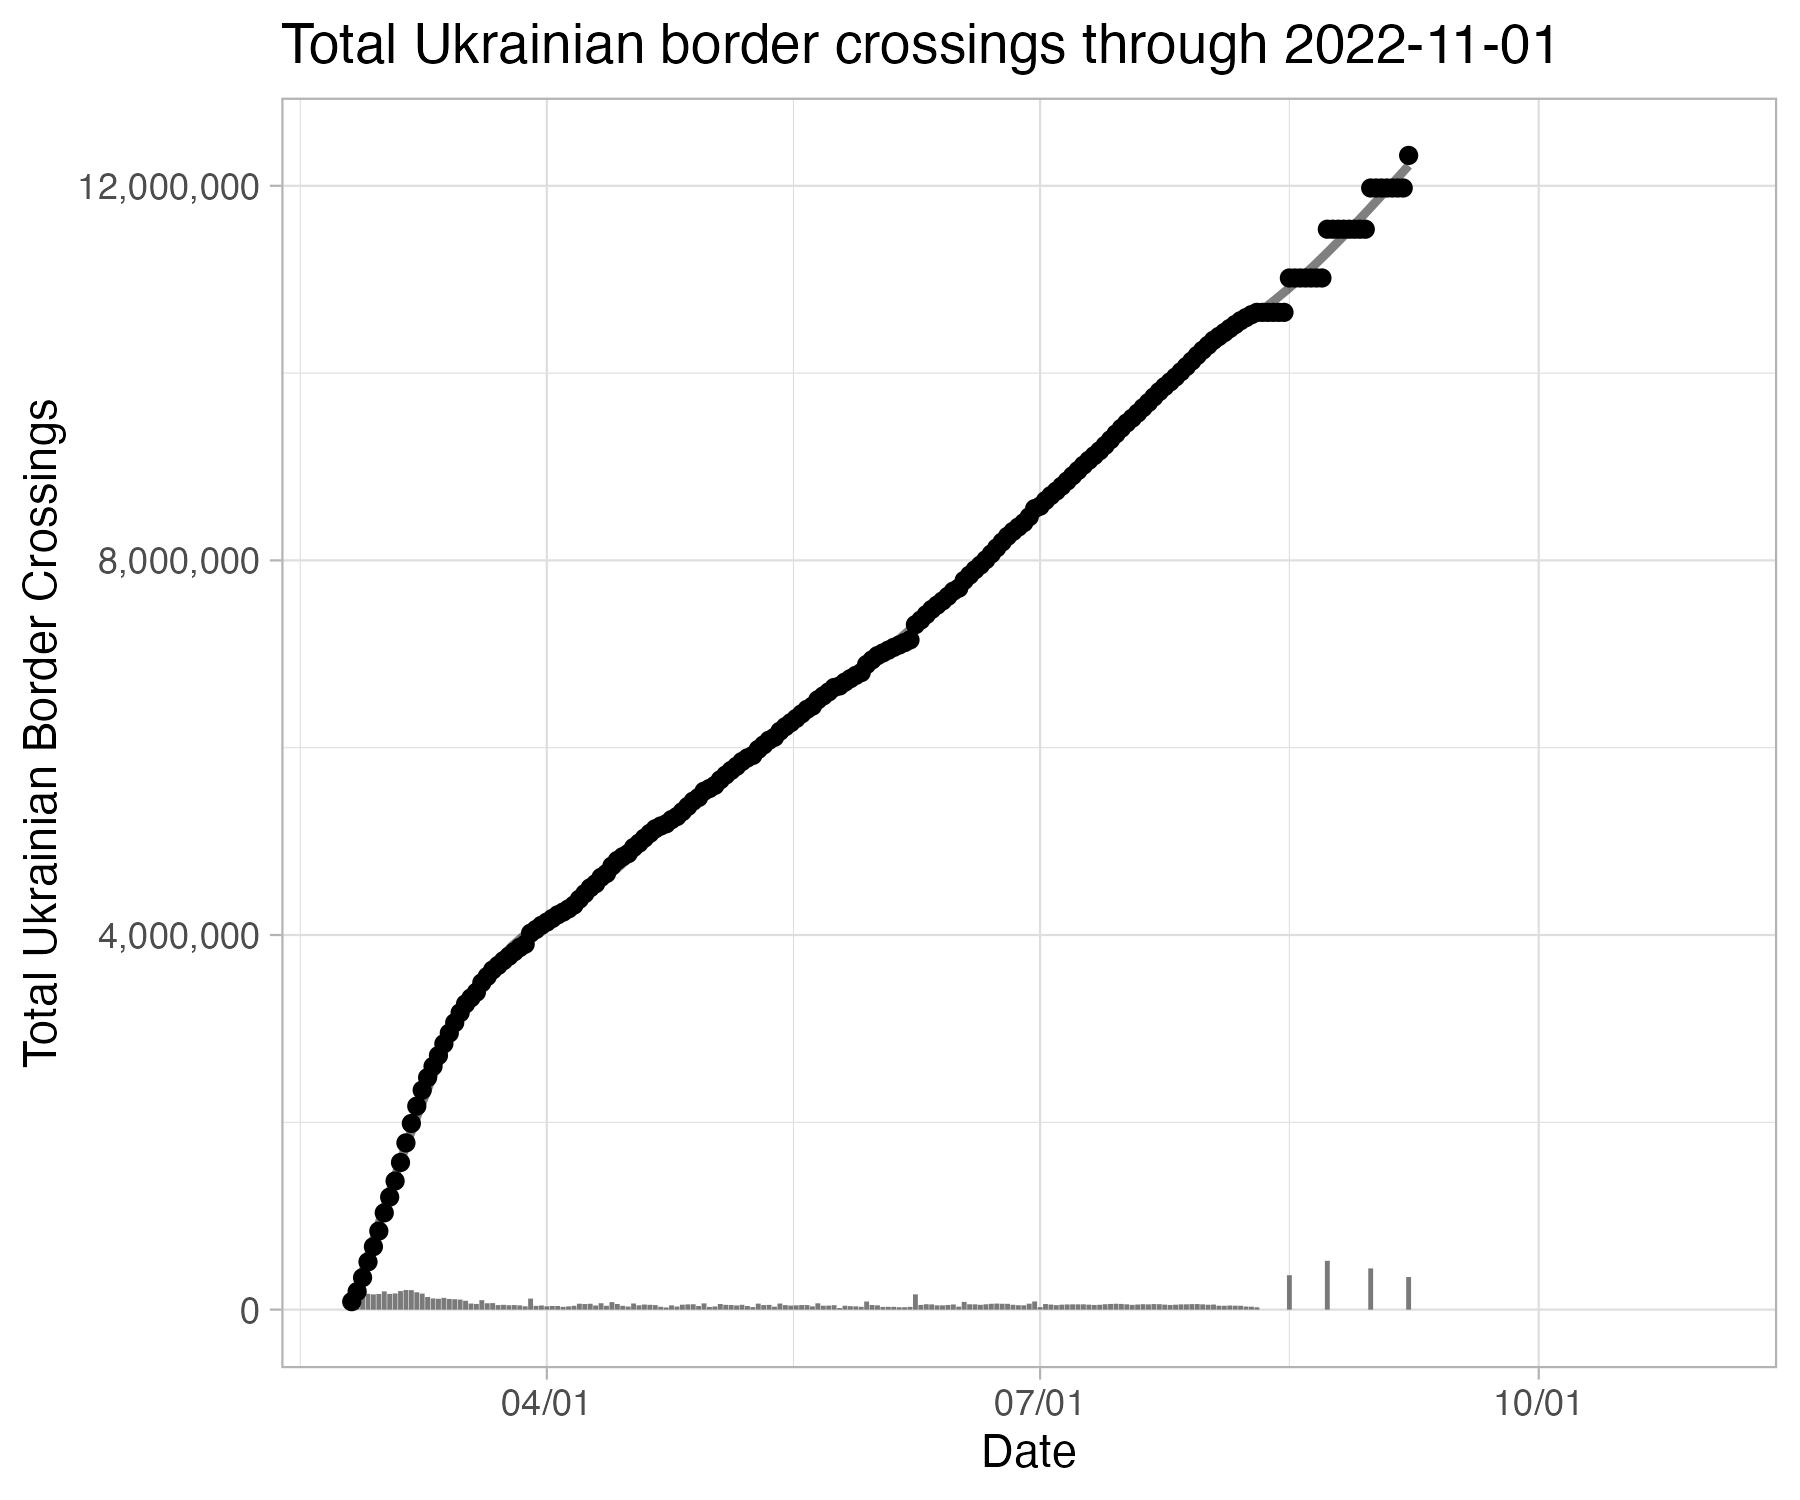 Total Ukrainian border crossings through 2022-11-01
Total Ukrainian Border Crossings
12,000,000
8,000,000
4,000,000
0
04/01
07/01
10/01
Date